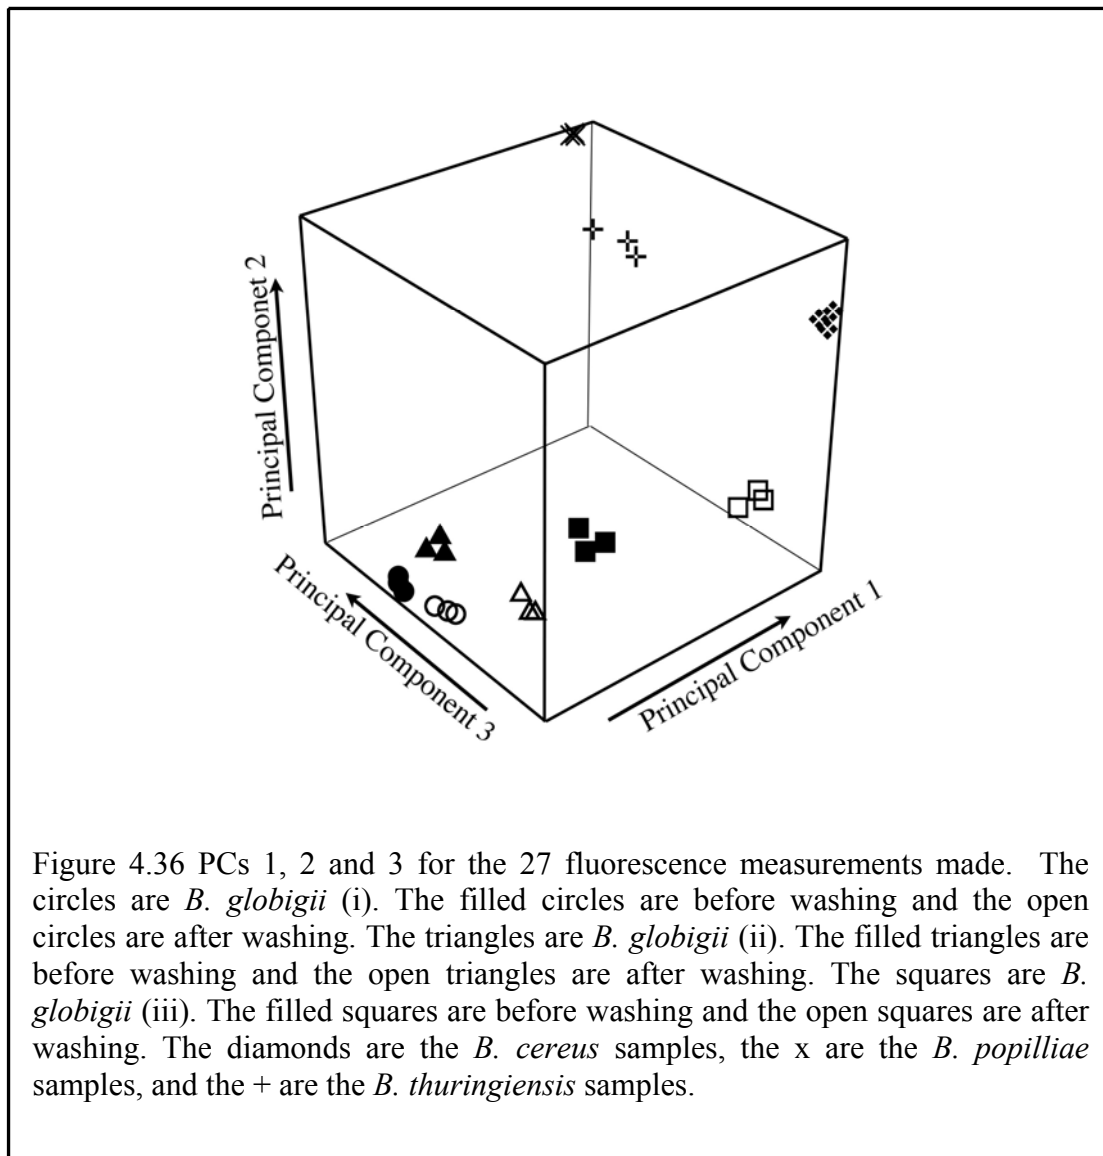 Principal Componet 2
Principal Component 3
Principal Component 1
Figure 4.36 PCs 1, 2 and 3 for the 27 fluorescence measurements made. The
circles are B. globigii (i). The filled circles are before washing and the open
circles are after washing. The triangles are B. globigii (ii). The filled triangles are
before washing and the open triangles are after washing. The squares are B.
globigii (iii). The filled squares are before washing and the open squares are after
washing. The diamonds are the B. cereus samples, the x are the B. popilliae
samples, and the + are the B. thuringiensis samples.